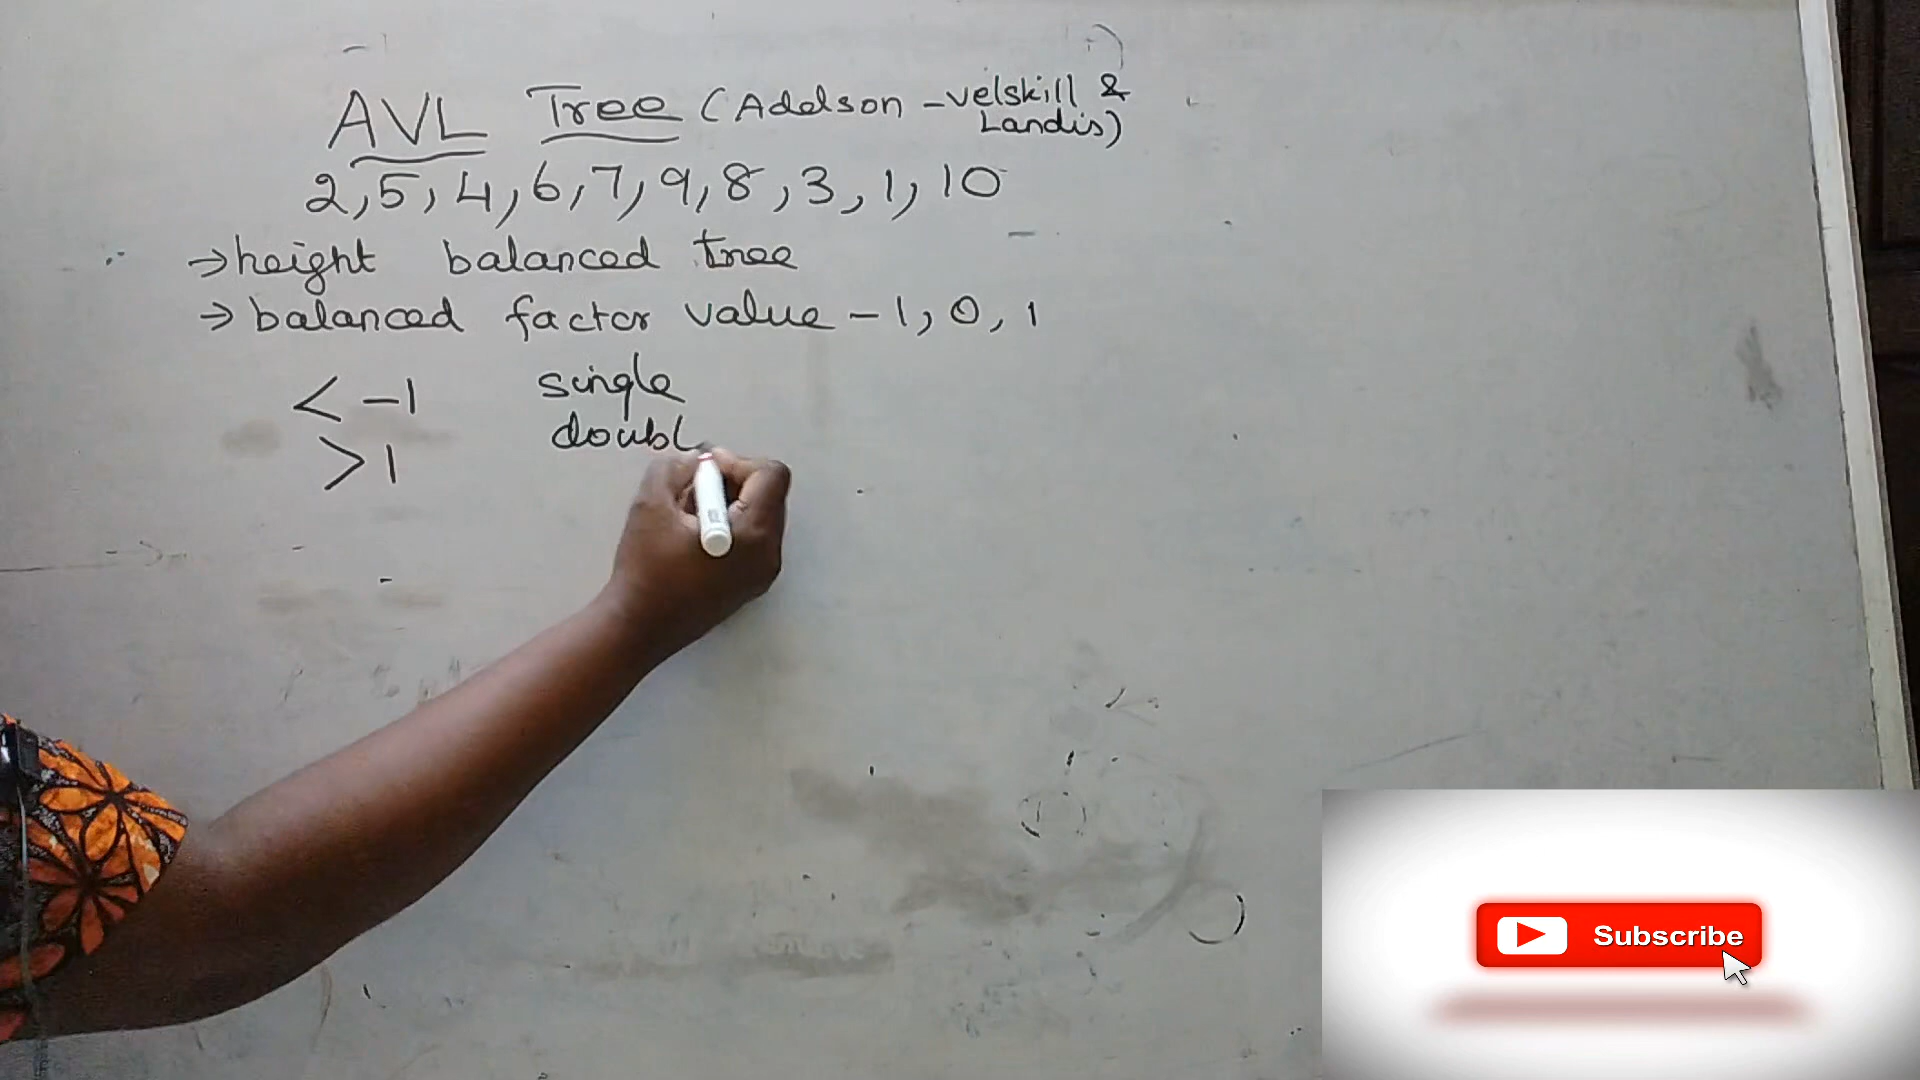 AVL Tree (Adelson -velskill &
Landis)
2,5,4,6,7,9,8,3,1,10
→height balanced tree
→balanced factor value -1,0,1
< -1 single
> 1 doubl
Subscribe